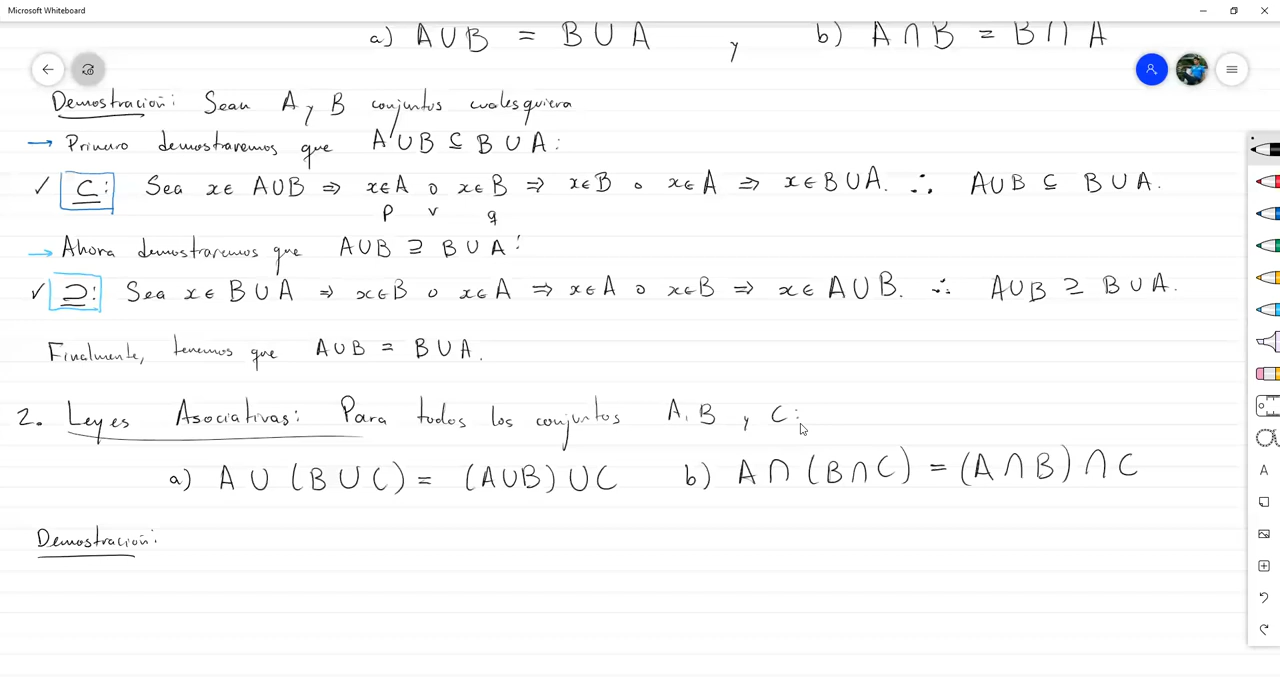 Microsoft Whiteboard
a) A ∪ B = B ∪ A y b) A ∩ B = B ∩ A
Demostración: Sean A y B conjuntos cualesquiera
→ Primero demostraremos que A ∪ B ⊆ B ∪ A:
✓ ⊆: Sea x ∈ A ∪ B ⇒ x ∈ A o x ∈ B ⇒ x ∈ B o x ∈ A ⇒ x ∈ B ∪ A. ∴ A ∪ B ⊆ B ∪ A.
p v q
→ Ahora demostraremos que A ∪ B ⊇ B ∪ A:
✓ ⊇: Sea x ∈ B ∪ A ⇒ x ∈ B o x ∈ A ⇒ x ∈ A o x ∈ B ⇒ x ∈ A ∪ B. ∴ A ∪ B ⊇ B ∪ A.
Finalmente, tenemos que A ∪ B = B ∪ A.
2. Leyes Asociativas: Para todos los conjuntos A, B y C:
a) A ∪ (B ∪ C) = (A ∪ B) ∪ C b) A ∩ (B ∩ C) = (A ∩ B) ∩ C
Demostración: